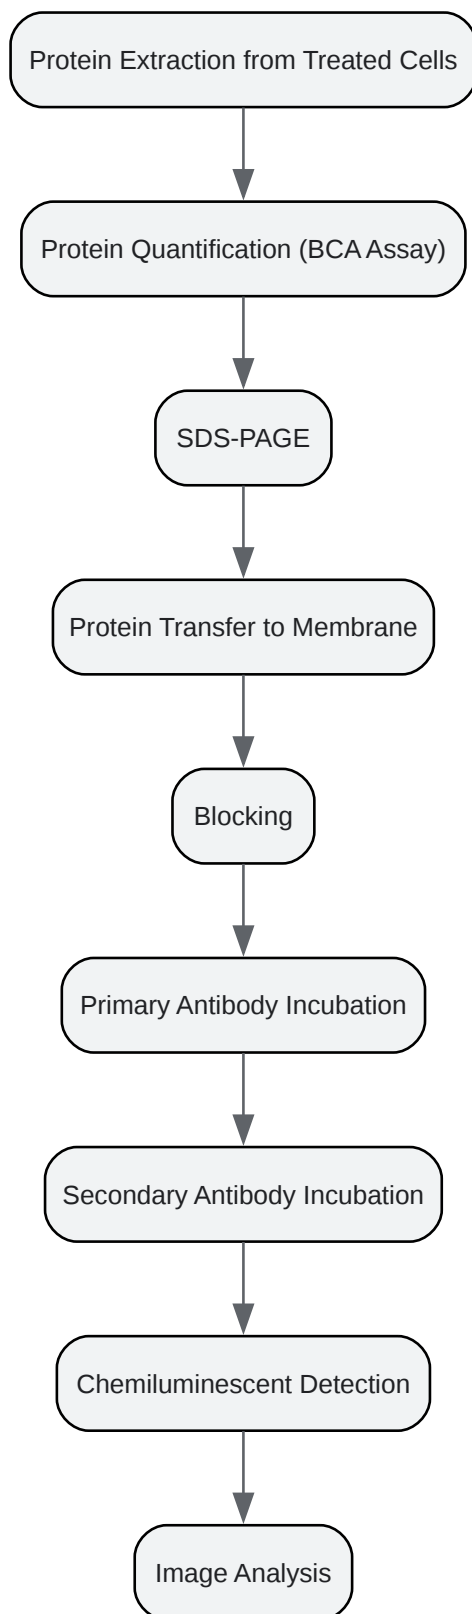 Protein Extraction from Treated Cells
Protein Quantification (BCA Assay)
SDS-PAGE
Protein Transfer to Membrane
Blocking
Primary Antibody Incubation
Secondary Antibody Incubation
Chemiluminescent Detection
Image Analysis